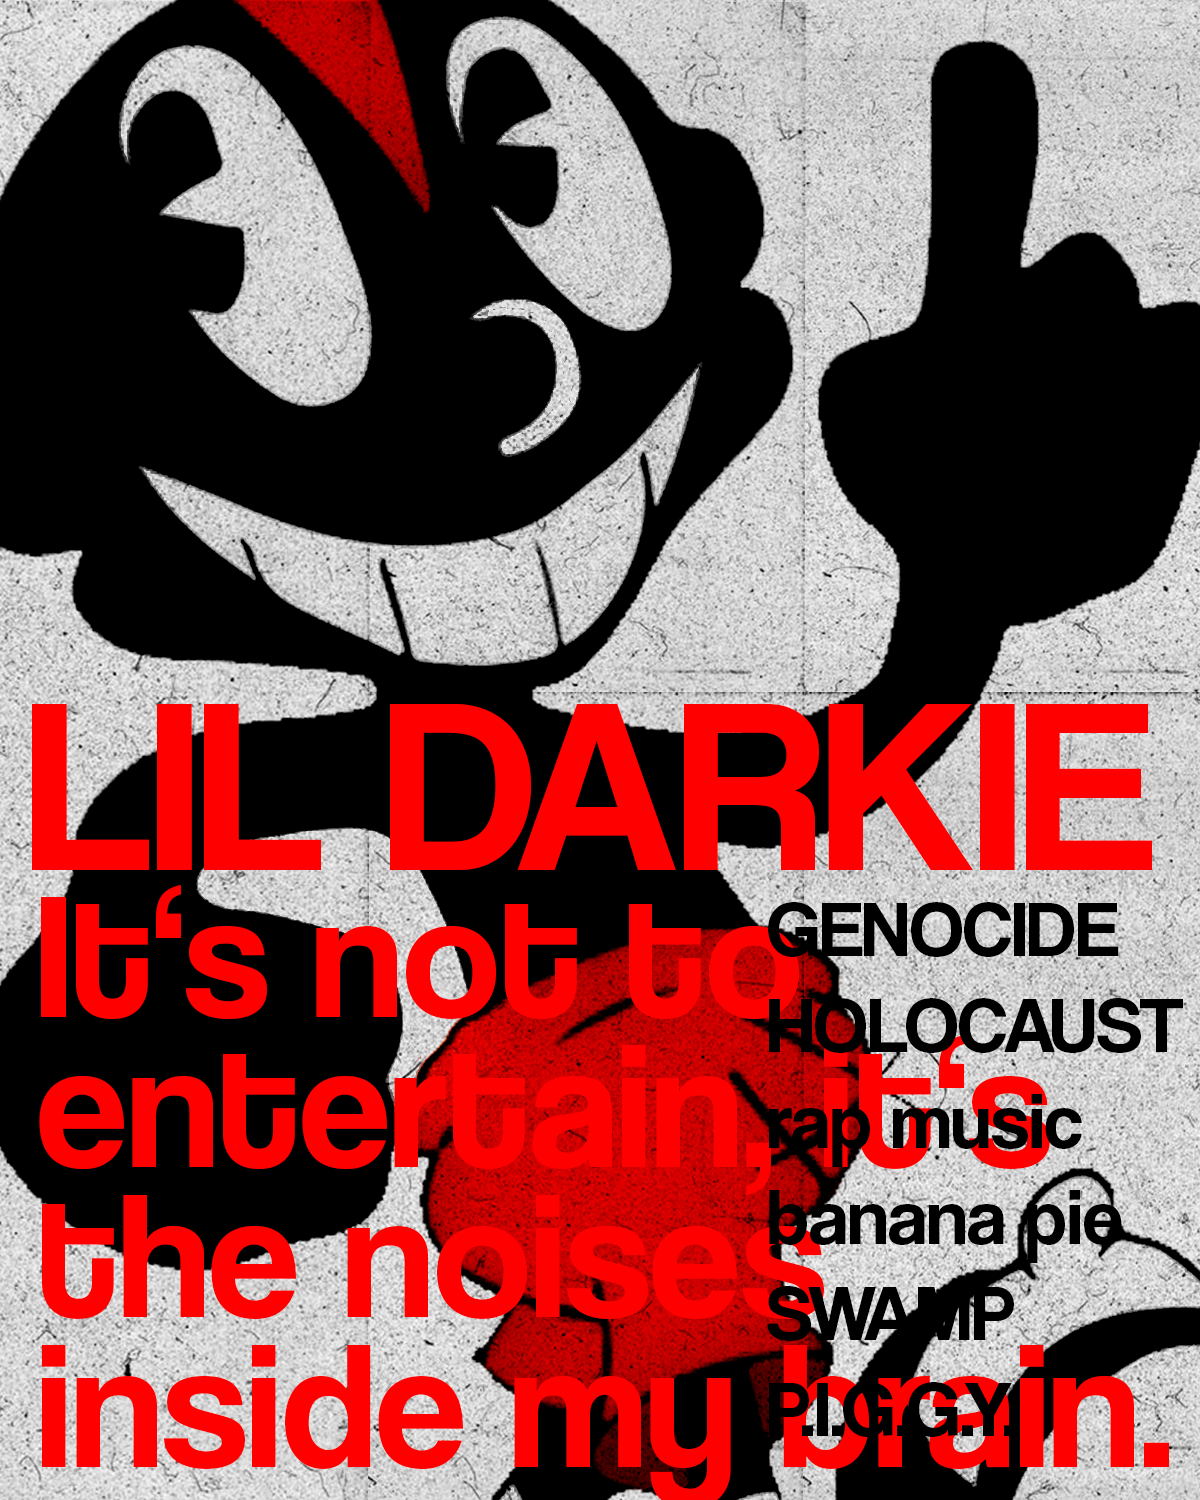 LIL DARKIE
It‘s not to
entertain, it‘s
the noises
inside my brain.
GENOCIDE
HOLOCAUST
rap music
banana pie
SWAMP
P.I.G.G.Y.